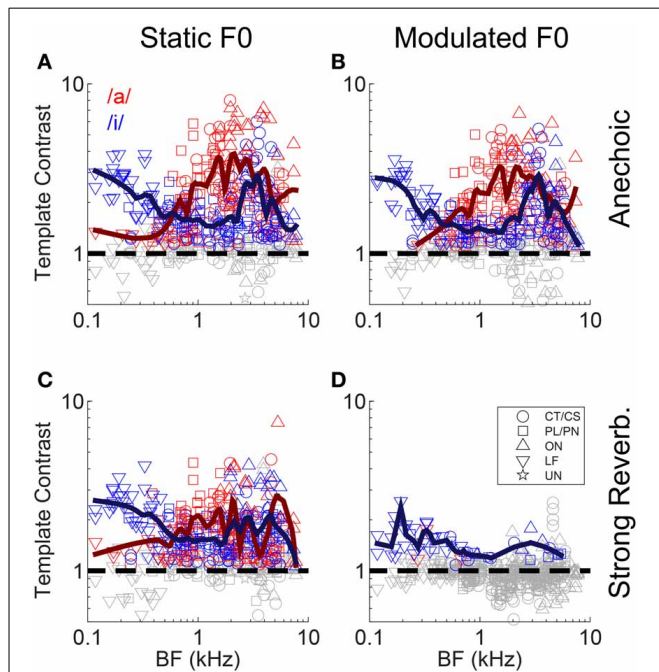 Static F0
Modulated F0
A
/a/
/i/
10
1
Template Contrast
0.1
1
10
B
10
1
0.1
1
10
Anechoic
C
10
1
Template Contrast
0.1
1
10
BF (kHz)
D
10
1
CT/CS
PL/PN
ON
LF
UN
0.1
1
10
BF (kHz)
Strong Reverb.